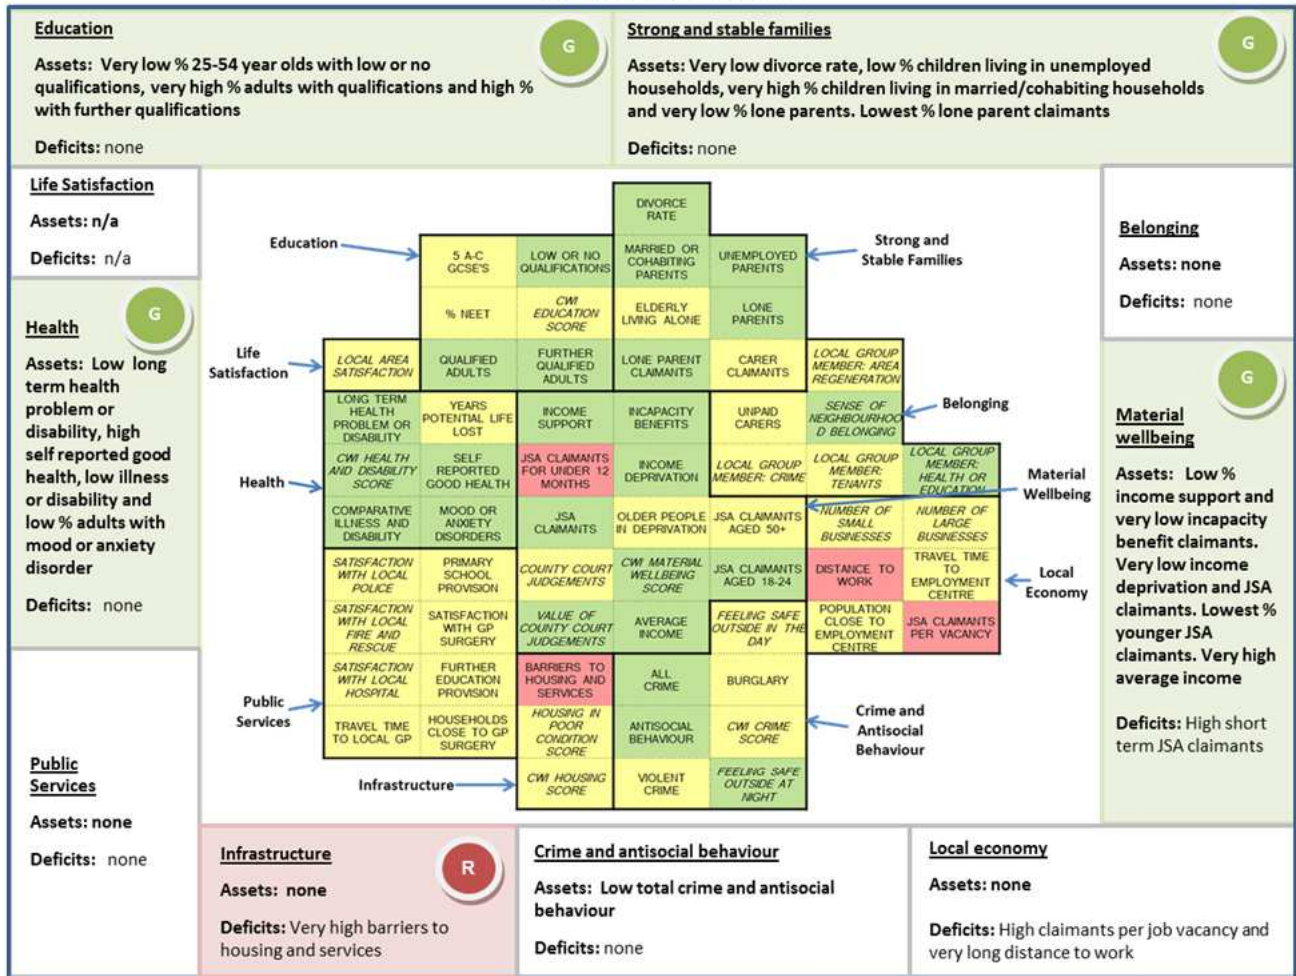 Education
G
Assets: Very low % 25-54 year olds with low or no
qualifications, very high % adults with qualifications and high %
with further qualifications
Deficits: none
Strong and stable families
G
Assets: Very low divorce rate, low % children living in unemployed
households, very high % children living in married/cohabiting households
and very low % lone parents. Lowest % lone parent claimants
Deficits: none
Life Satisfaction
Assets: n/a
Deficits: n/a
Health
G
Assets: Low long
term health
problem or
disability, high
self reported good
health, low illness
or disability and
low % adults with
mood or anxiety
disorder
Deficits: none
Public
Services
Assets: none
Deficits: none
Education
Strong and
Stable Families
Life
Satisfaction
Belonging
Health
Material
Wellbeing
Local
Economy
Public
Services
Crime and
Antisocial
Behaviour
Infrastructure
DIVORCE
RATE
5 A-C
GCSE'S
LOW OR NO
QUALIFICATIONS
MARRIED OR
COHABITING
PARENTS
UNEMPLOYED
PARENTS
% NEET
CWI
EDUCATION
SCORE
ELDERLY
LIVING ALONE
LONE
PARENTS
LOCAL AREA
SATISFACTION
QUALIFIED
ADULTS
FURTHER
QUALIFIED
ADULTS
LONE PARENT
CLAIMANTS
CARER
CLAIMANTS
LOCAL GROUP
MEMBER: AREA
REGENERATION
LONG TERM
HEALTH
PROBLEM OR
DISABILITY
YEARS
POTENTIAL LIFE
LOST
INCOME
SUPPORT
INCAPACITY
BENEFITS
UNPAID
CARERS
SENSE OF
NEIGHBOURHOO
D BELONGING
CWI HEALTH
AND DISABILITY
SCORE
SELF
REPORTED
GOOD HEALTH
JSA CLAIMANTS
FOR UNDER 12
MONTHS
INCOME
DEPRIVATION
LOCAL GROUP
MEMBER: CRIME
LOCAL GROUP
MEMBER:
TENANTS
LOCAL GROUP
MEMBER:
HEALTH OR
EDUCATION
COMPARATIVE
ILLNESS AND
DISABILITY
MOOD OR
ANXIETY
DISORDERS
JSA
CLAIMANTS
OLDER PEOPLE
IN DEPRIVATION
JSA CLAIMANTS
AGED 50+
NUMBER OF
SMALL
BUSINESSES
NUMBER OF
LARGE
BUSINESSES
SATISFACTION
WITH LOCAL
POLICE
PRIMARY
SCHOOL
PROVISION
COUNTY COURT
JUDGEMENTS
CWI MATERIAL
WELLBEING
SCORE
JSA CLAIMANTS
AGED 18-24
DISTANCE TO
WORK
TRAVEL TIME
TO
EMPLOYMENT
CENTRE
SATISFACTION
WITH LOCAL
FIRE AND
RESCUE
SATISFACTION
WITH GP
SURGERY
VALUE OF
COUNTY COURT
JUDGEMENTS
AVERAGE
INCOME
FEELING SAFE
OUTSIDE IN THE
DAY
POPULATION
CLOSE TO
EMPLOYMENT
CENTRE
JSA CLAIMANTS
PER VACANCY
SATISFACTION
WITH LOCAL
HOSPITAL
FURTHER
EDUCATION
PROVISION
BARRIERS TO
HOUSING AND
SERVICES
ALL
CRIME
BURGLARY
TRAVEL TIME
TO LOCAL GP
HOUSEHOLDS
CLOSE TO GP
SURGERY
HOUSING IN
POOR
CONDITION
SCORE
ANTISOCIAL
BEHAVIOUR
CWI CRIME
SCORE
CWI HOUSING
SCORE
VIOLENT
CRIME
FEELING SAFE
OUTSIDE AT
NIGHT
Belonging
Assets: none
Deficits: none
G
Material
wellbeing
Assets: Low %
income support and
very low incapacity
benefit claimants.
Very low income
deprivation and JSA
claimants. Lowest %
younger JSA
claimants. Very high
average income
Deficits: High short
term JSA claimants
Infrastructure
R
Assets: none
Deficits: Very high barriers to
housing and services
Crime and antisocial behaviour
Assets: Low total crime and antisocial
behaviour
Deficits: none
Local economy
Assets: none
Deficits: High claimants per job vacancy and
very long distance to work